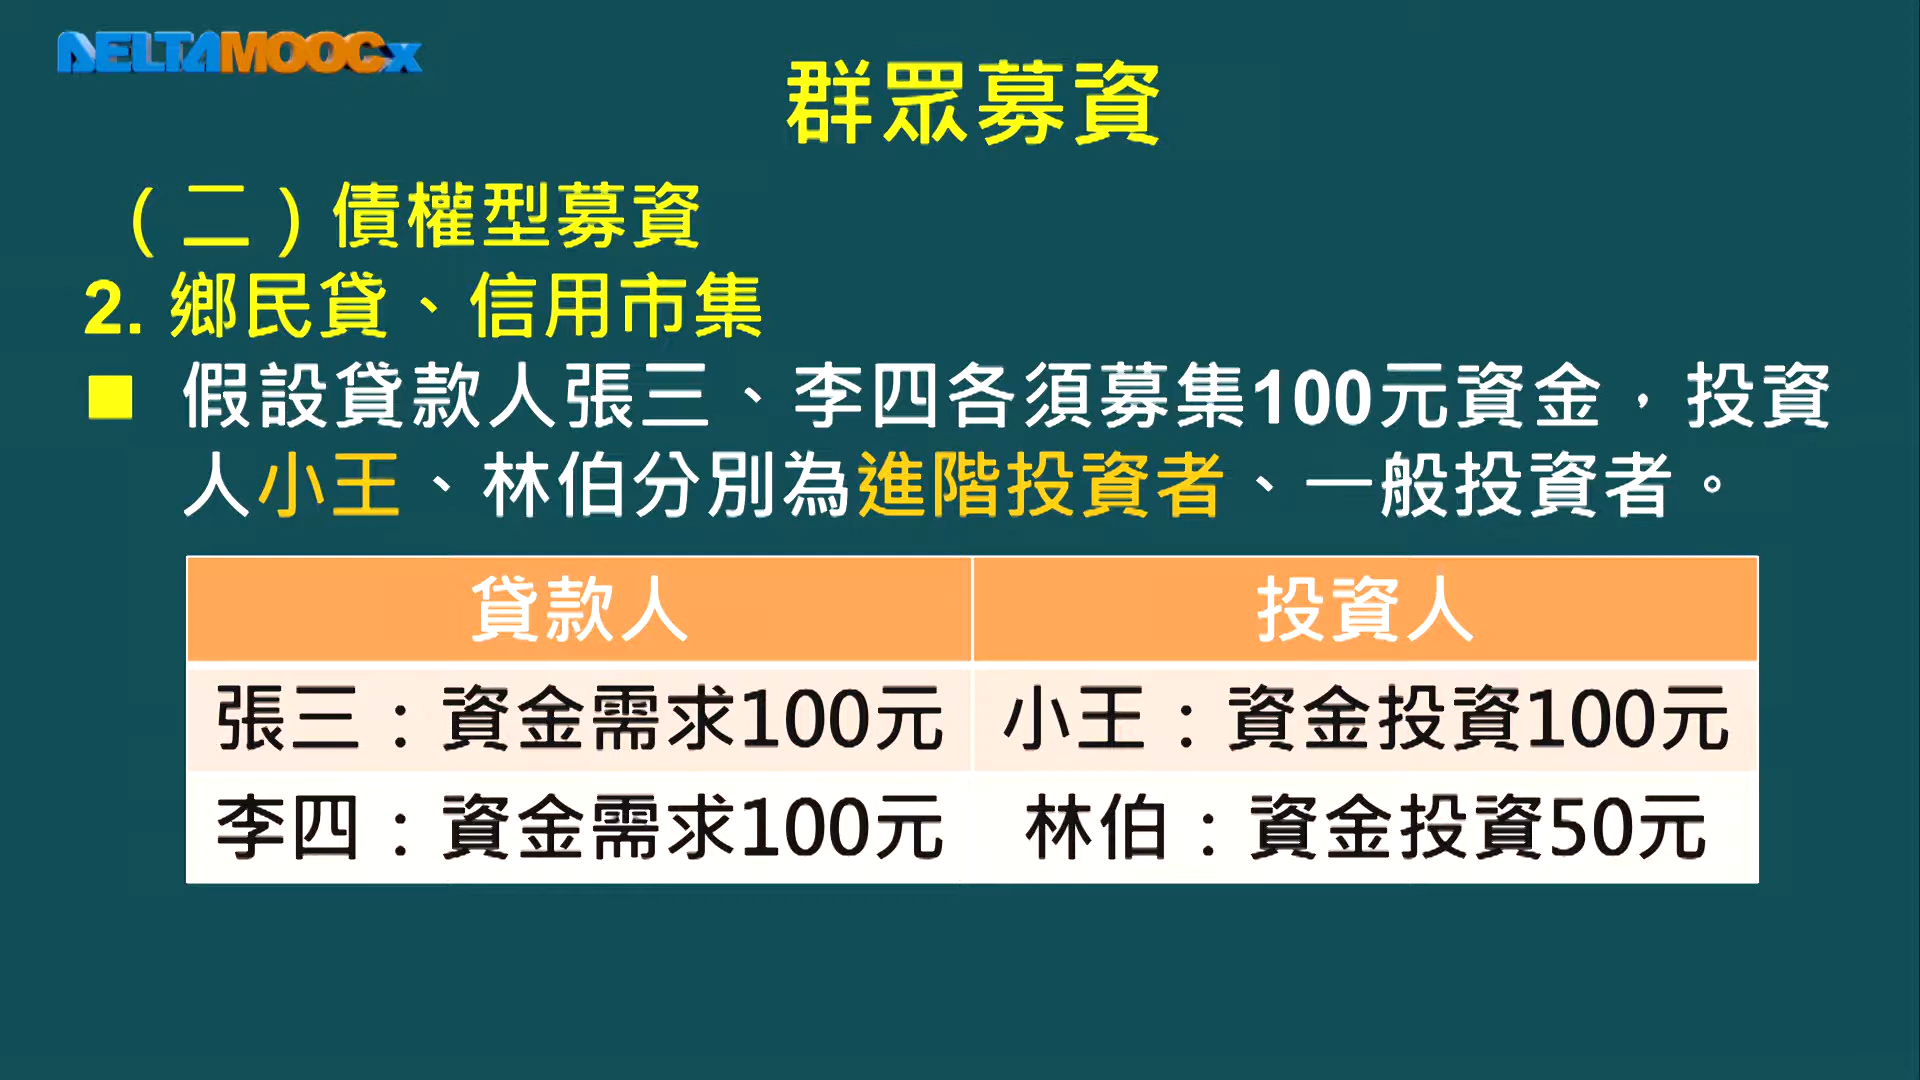 DELTAMOOCx
群眾募資
（二）債權型募資
2. 鄉民貸、信用市集
假設貸款人張三、李四各須募集100元資金，投資
人小王、林伯分別為進階投資者、一般投資者。
貸款人 投資人
張三：資金需求100元 小王：資金投資100元
李四：資金需求100元 林伯：資金投資50元